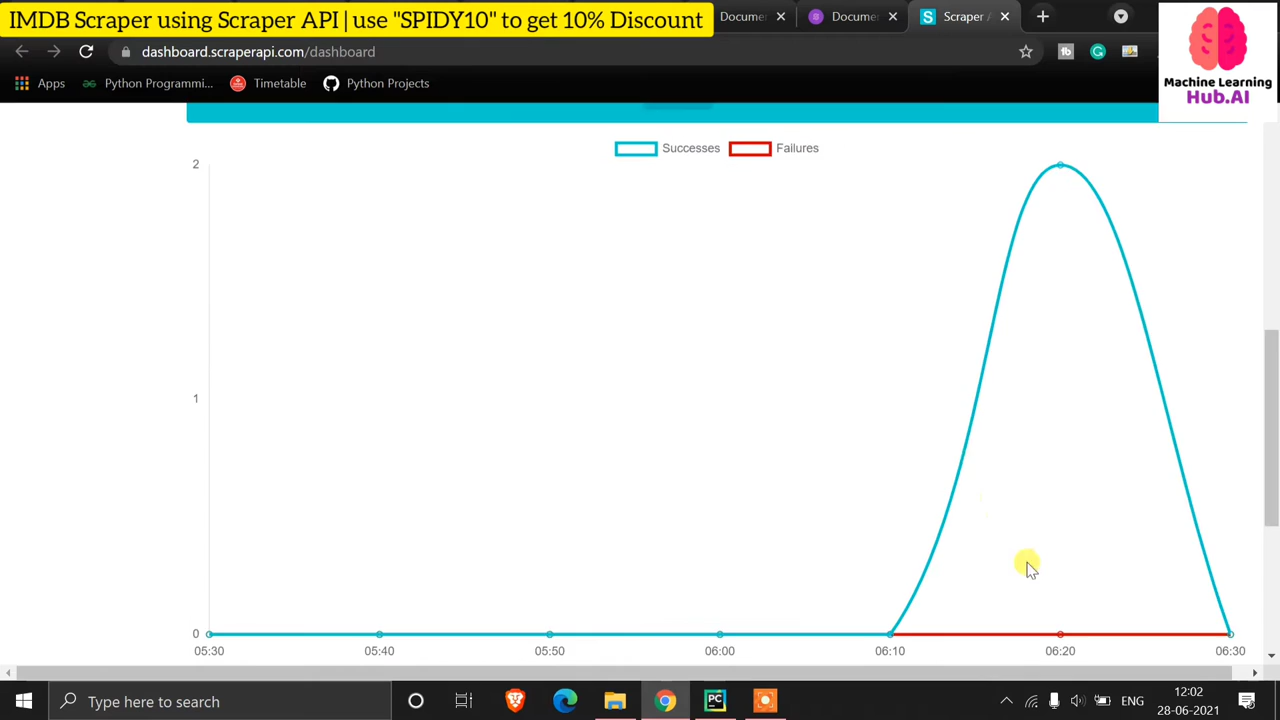 IMDB Scraper using Scraper API | use "SPIDY10" to get 10% Discount
Documen
Docume
Scraper A
dashboard.scraperapi.com/dashboard
Apps
Python Programmi...
Timetable
Python Projects
Machine Learning
Hub.AI
Successes
Failures
2
1
0
05:30
05:40
05:50
06:00
06:10
06:20
06:30
Type here to search
ENG
12:02
28-06-2021